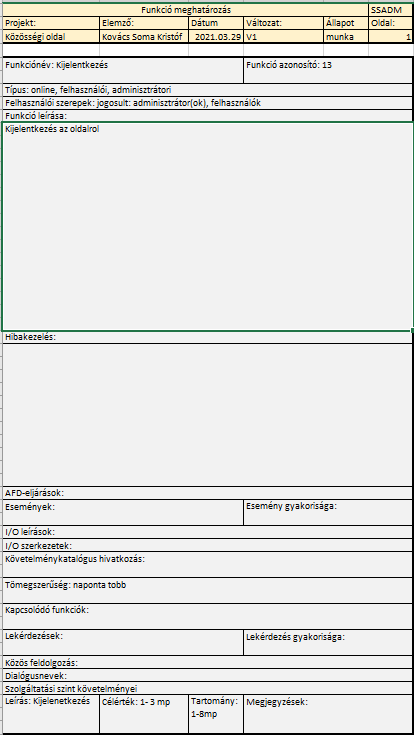 Funkció meghatározás SSADM
Projekt: Elemző: Dátum Változat: Állapot Oldal:
Közösségi oldal Kovács Soma Kristóf 2021.03.29 V1 munka 1
Funkciónév: Kijelentkezés Funkció azonosító: 13
Típus: online, felhasználói, adminisztrátori
Felhasználói szerepek: jogosult: adminisztrátor(ok), felhasználók
Funkció leírása:
Kijelentkezés az oldalrol
Hibakezelés:
AFD-eljárások:
Események: Esemény gyakorisága:
I/O leírások:
I/O szerkezetek:
Követelménykatalógus hivatkozás:
Tömegszerűség: naponta tobb
Kapcsolódó funkciók:
Lekérdezések: Lekérdezés gyakorisága:
Közös feldolgozás:
Dialógusnevek:
Szolgáltatási szint követelményei
Leírás: Kijelenetkezés Célérték: 1- 3 mp Tartomány: Megjegyzések:
1-8mp